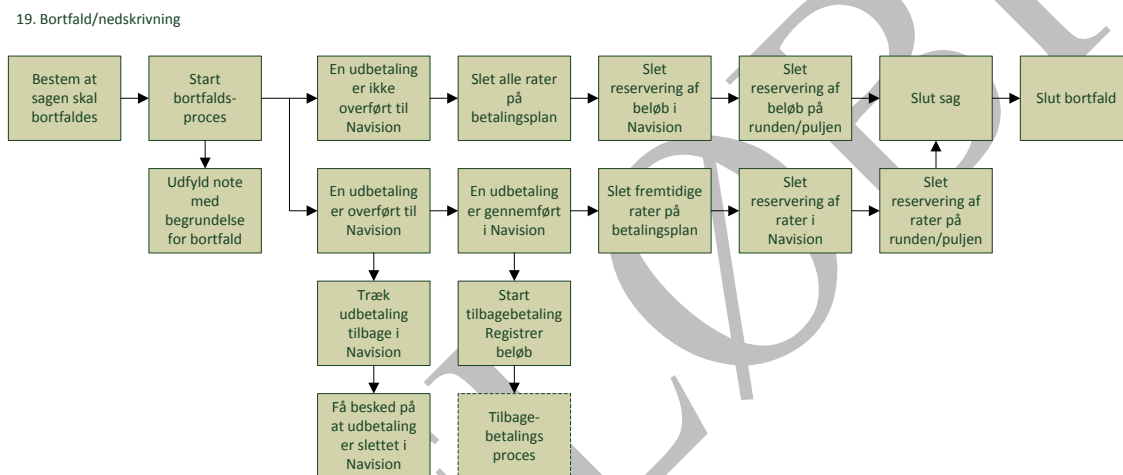 19. Bortfald/nedskrivning
Bestem at
sagen skal
bortfaldes
Start
bortfalds-
proces
En udbetaling
er ikke
overført til
Navision
Slet alle rater
på
betalingsplan
Slet
reservering af
beløb i
Navision
Slet
reservering af
beløb på
runden/puljen
Slut sag
Slut bortfald
Udfyld note
med
begrundelse
for bortfald
En udbetaling
er overført til
Navision
En udbetaling
er gennemført
i Navision
Slet fremtidige
rater på
betalingsplan
Slet
reservering af
rater i
Navision
Slet
reservering af
rater på
runden/puljen
Træk
udbetaling
tilbage i
Navision
Start
tilbagebetaling
Registrer
beløb
Få besked på
at udbetaling
er slettet i
Navision
Tilbage-
betalings
proces